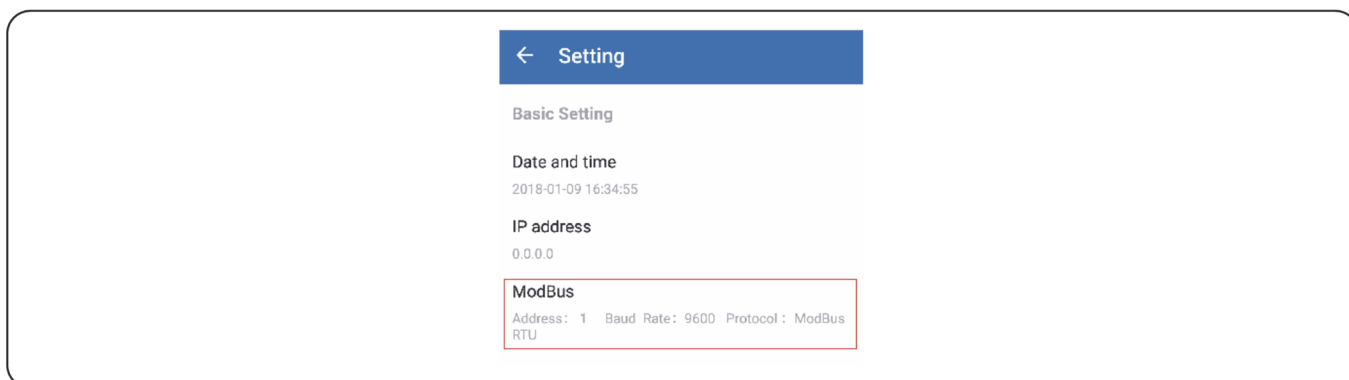 Setting
Basic Setting
Date and time
2018-01-09 16:34:55
IP address
0.0.0.0
ModBus
Address: 1 Baud Rate: 9600 Protocol: ModBus
RTU